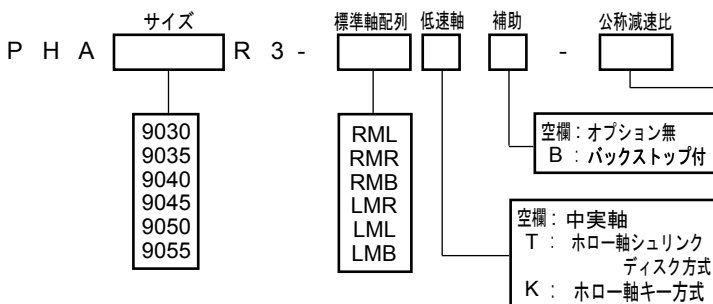 サイズ 標準軸配列 低速軸 補助 公称減速比
P H A R 3 - -
9030
9035
9040
9045
9050
9055
RML
RMR
RMB
LMR
LML
LMB
空欄：オプション無
B ： バックストップ付
空欄： 中実軸
T ： ホロー軸シュリンク
ディスク方式
K ： ホロー軸キー方式